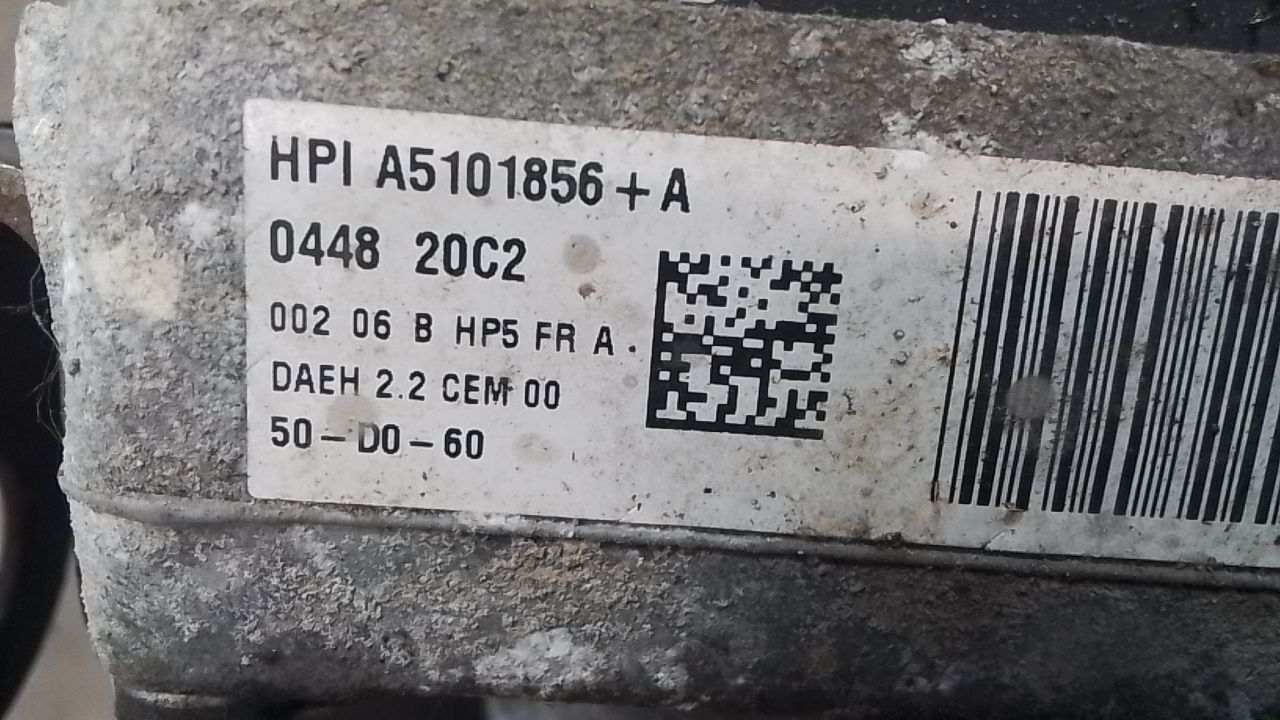 HPI A5101856+A
0448 20C2
002 06 B HP5 FR A.
DAEH 2.2 CEM 00
50-D0-60